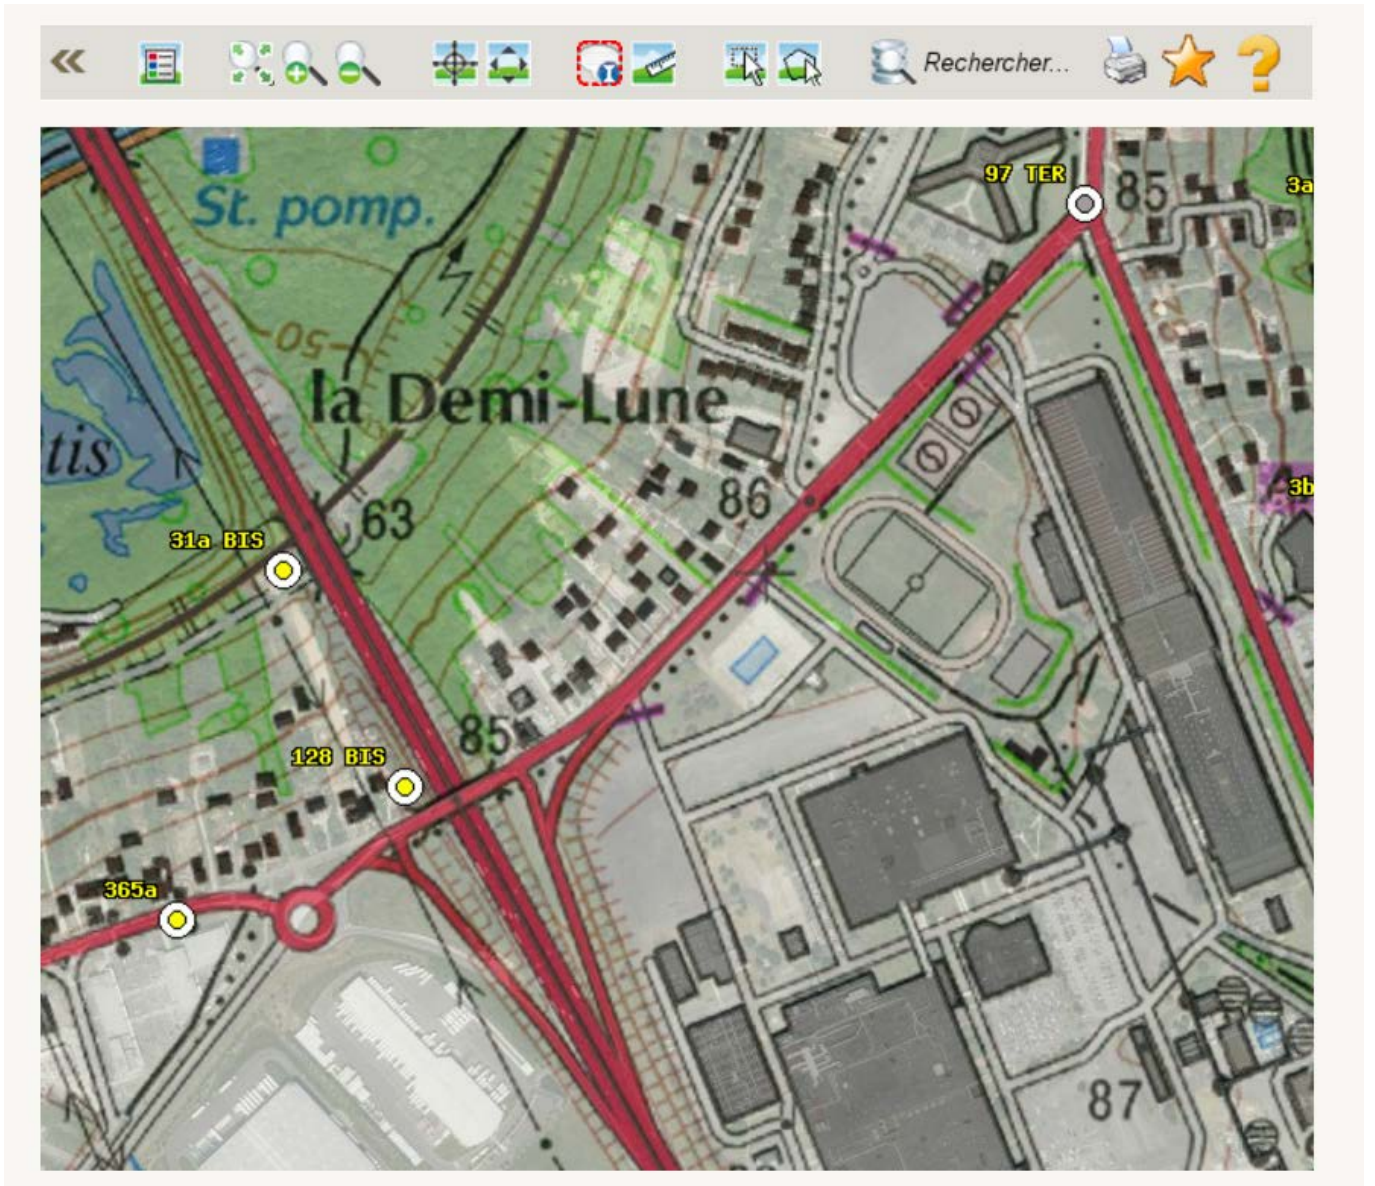 Rechercher...
97 TER
85
3a
St. pomp.
50
la Demi-Lune
tis
86
3b
31a BIS
63
85
128 BIS
365a
87